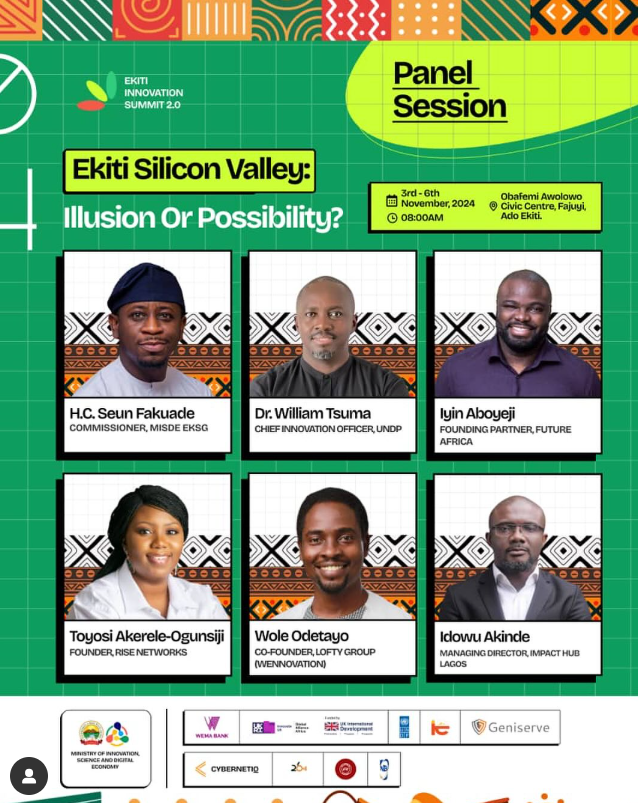 EKITI
INNOVATION
SUMMIT 2.0
Panel
Session
Ekiti Silicon Valley:
Illusion Or Possibility?
3rd - 6th
November, 2024
08:00AM
Obafemi Awolowo
Civic Centre, Fajuyi,
Ado Ekiti.
H.C. Seun Fakuade
COMMISSIONER, MISDE EKSG
Dr. William Tsuma
CHIEF INNOVATION OFFICER, UNDP
Iyin Aboyeji
FOUNDING PARTNER, FUTURE
AFRICA
Toyosi Akerele-Ogunsiji
FOUNDER, RISE NETWORKS
Wole Odetayo
CO-FOUNDER, LOFTY GROUP
(WENNOVATION)
Idowu Akinde
MANAGING DIRECTOR, IMPACT HUB
LAGOS
MINISTRY OF INNOVATION,
SCIENCE AND DIGITAL
ECONOMY
WEMA BANK
UK International
Development
Geniserve